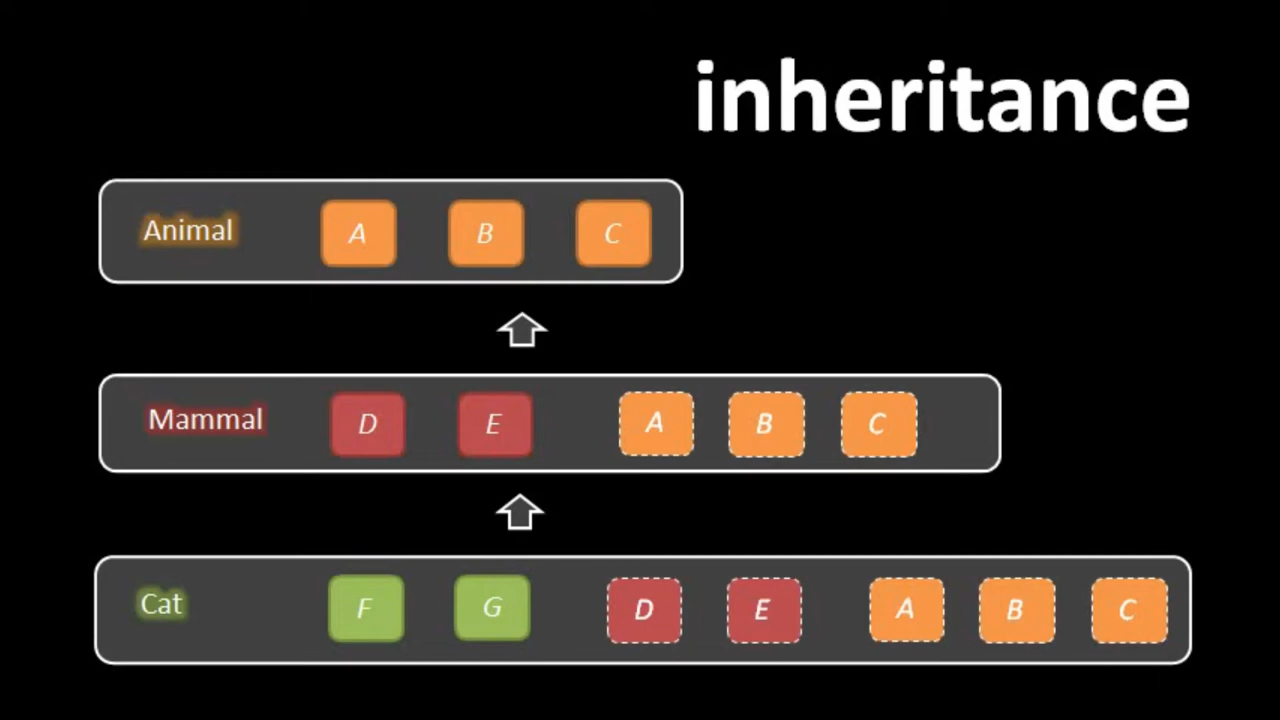 inheritance
Animal A B C
Mammal D E A B C
Cat F G D E A B C